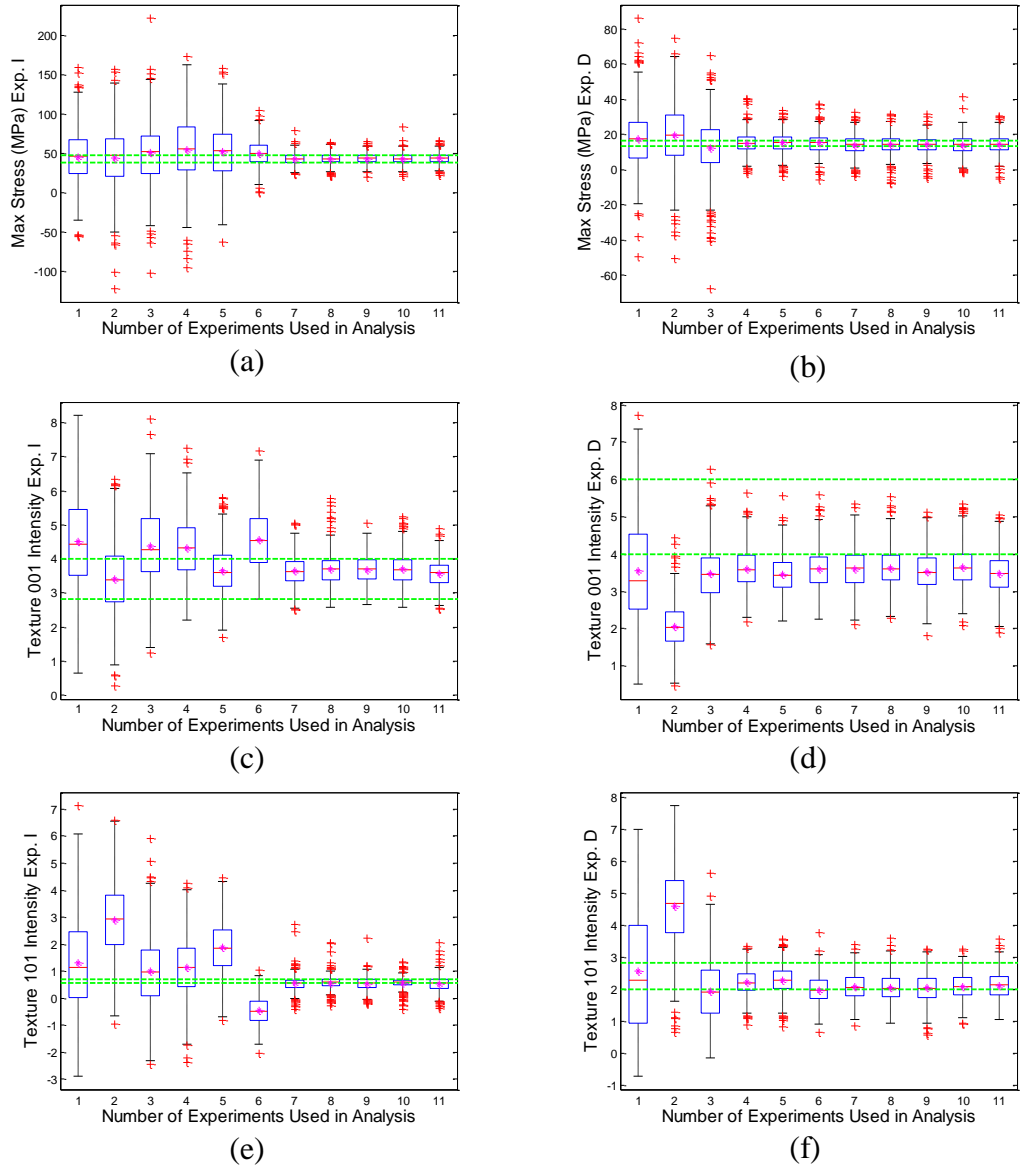 Max Stress (MPa) Exp. I
200
150
100
50
0
-50
-100
1 2 3 4 5 6 7 8 9 10 11
Number of Experiments Used in Analysis
(a)
Max Stress (MPa) Exp. D
80
60
40
20
0
-20
-40
-60
1 2 3 4 5 6 7 8 9 10 11
Number of Experiments Used in Analysis
(b)
Texture 001 Intensity Exp. I
8
7
6
5
4
3
2
1
0
1 2 3 4 5 6 7 8 9 10 11
Number of Experiments Used in Analysis
(c)
Texture 001 Intensity Exp. D
8
7
6
5
4
3
2
1
1 2 3 4 5 6 7 8 9 10 11
Number of Experiments Used in Analysis
(d)
Texture 101 Intensity Exp. I
7
6
5
4
3
2
1
0
-1
-2
-3
1 2 3 4 5 6 7 8 9 10 11
Number of Experiments Used in Analysis
(e)
Texture 101 Intensity Exp. D
8
7
6
5
4
3
2
1
0
-1
1 2 3 4 5 6 7 8 9 10 11
Number of Experiments Used in Analysis
(f)